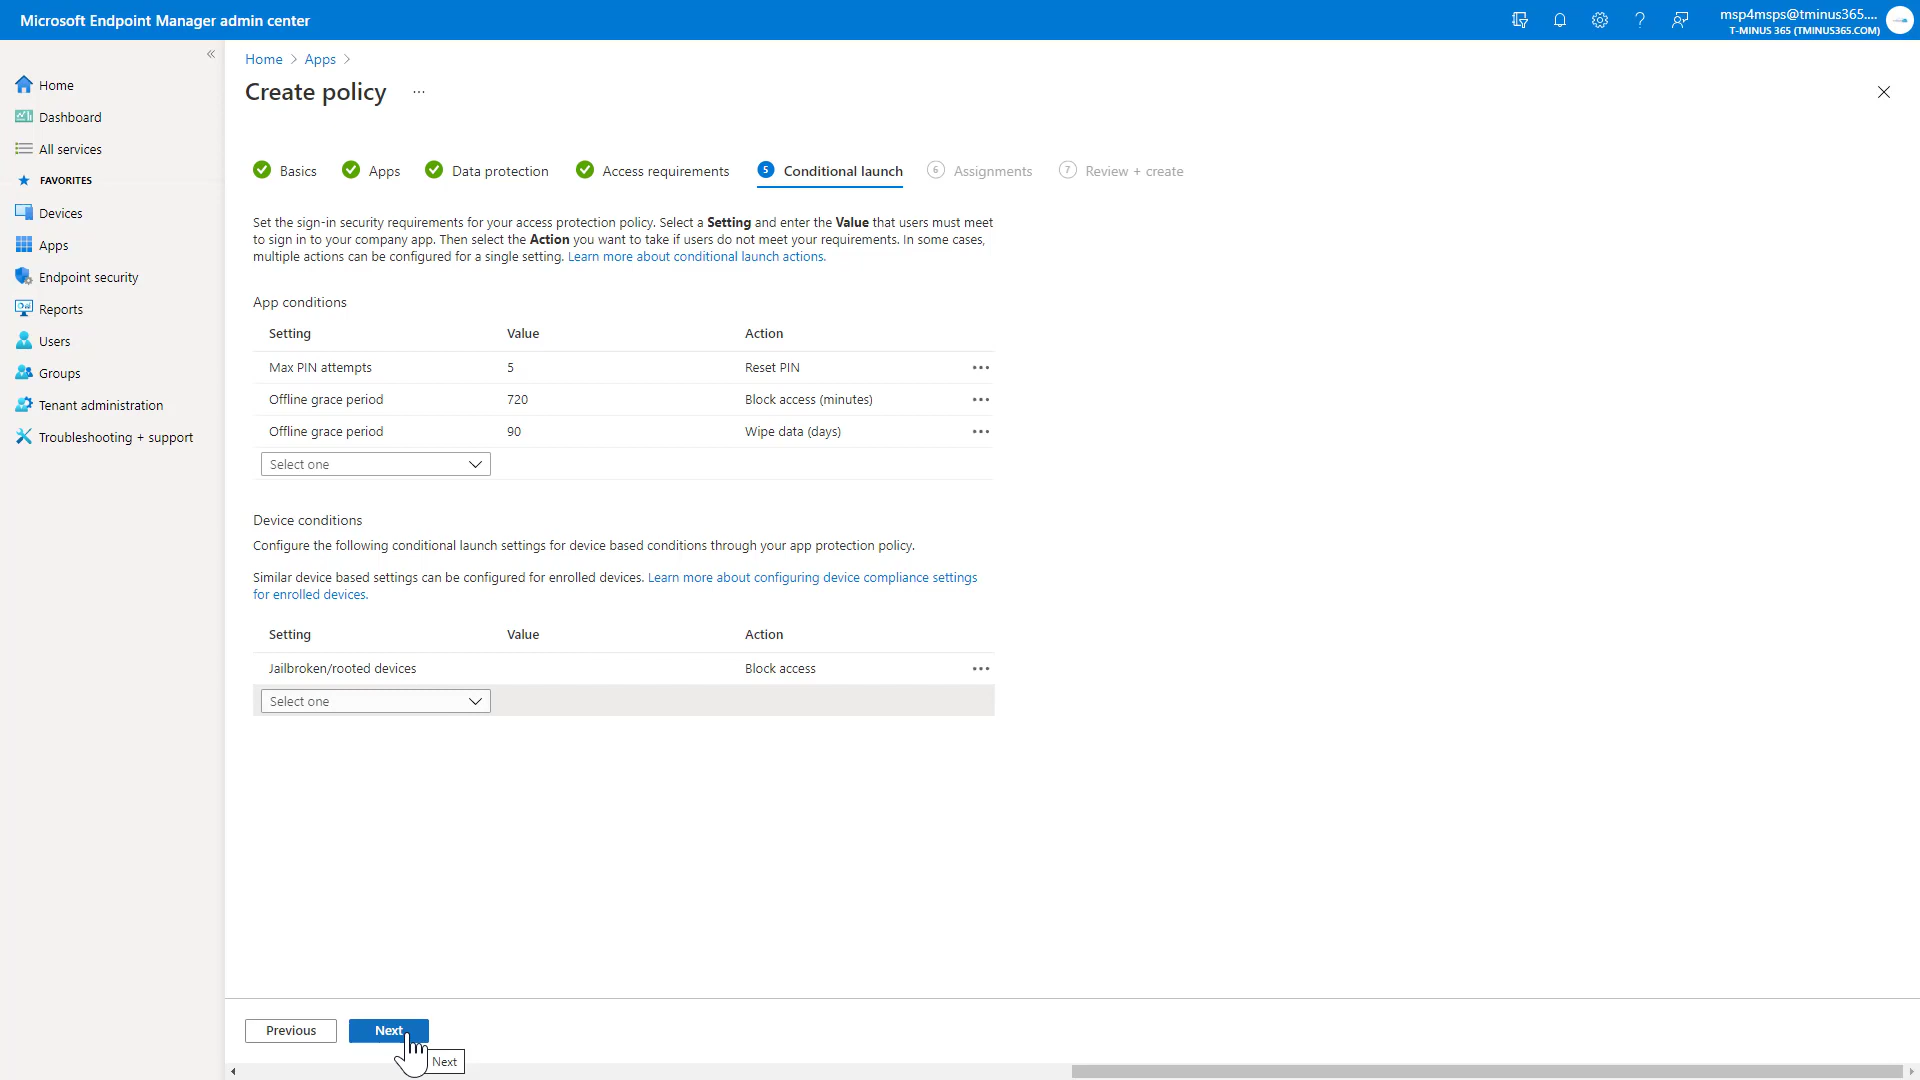 Microsoft Endpoint Manager admin center
msp4msps@tminus365....
T-MINUS 365 (TMINUS365.COM)
Home
Dashboard
All services
FAVORITES
Devices
Apps
Endpoint security
Reports
Users
Groups
Tenant administration
Troubleshooting + support
Home > Apps >
Create policy ...
Basics
Apps
Data protection
Access requirements
5 Conditional launch
6 Assignments
7 Review + create
Set the sign-in security requirements for your access protection policy. Select a Setting and enter the Value that users must meet
to sign in to your company app. Then select the Action you want to take if users do not meet your requirements. In some cases,
multiple actions can be configured for a single setting. Learn more about conditional launch actions.
App conditions
Setting Value Action
Max PIN attempts 5 Reset PIN
Offline grace period 720 Block access (minutes)
Offline grace period 90 Wipe data (days)
Select one
Device conditions
Configure the following conditional launch settings for device based conditions through your app protection policy.
Similar device based settings can be configured for enrolled devices. Learn more about configuring device compliance settings
for enrolled devices.
Setting Value Action
Jailbroken/rooted devices Block access
Select one
Previous
Next
Next